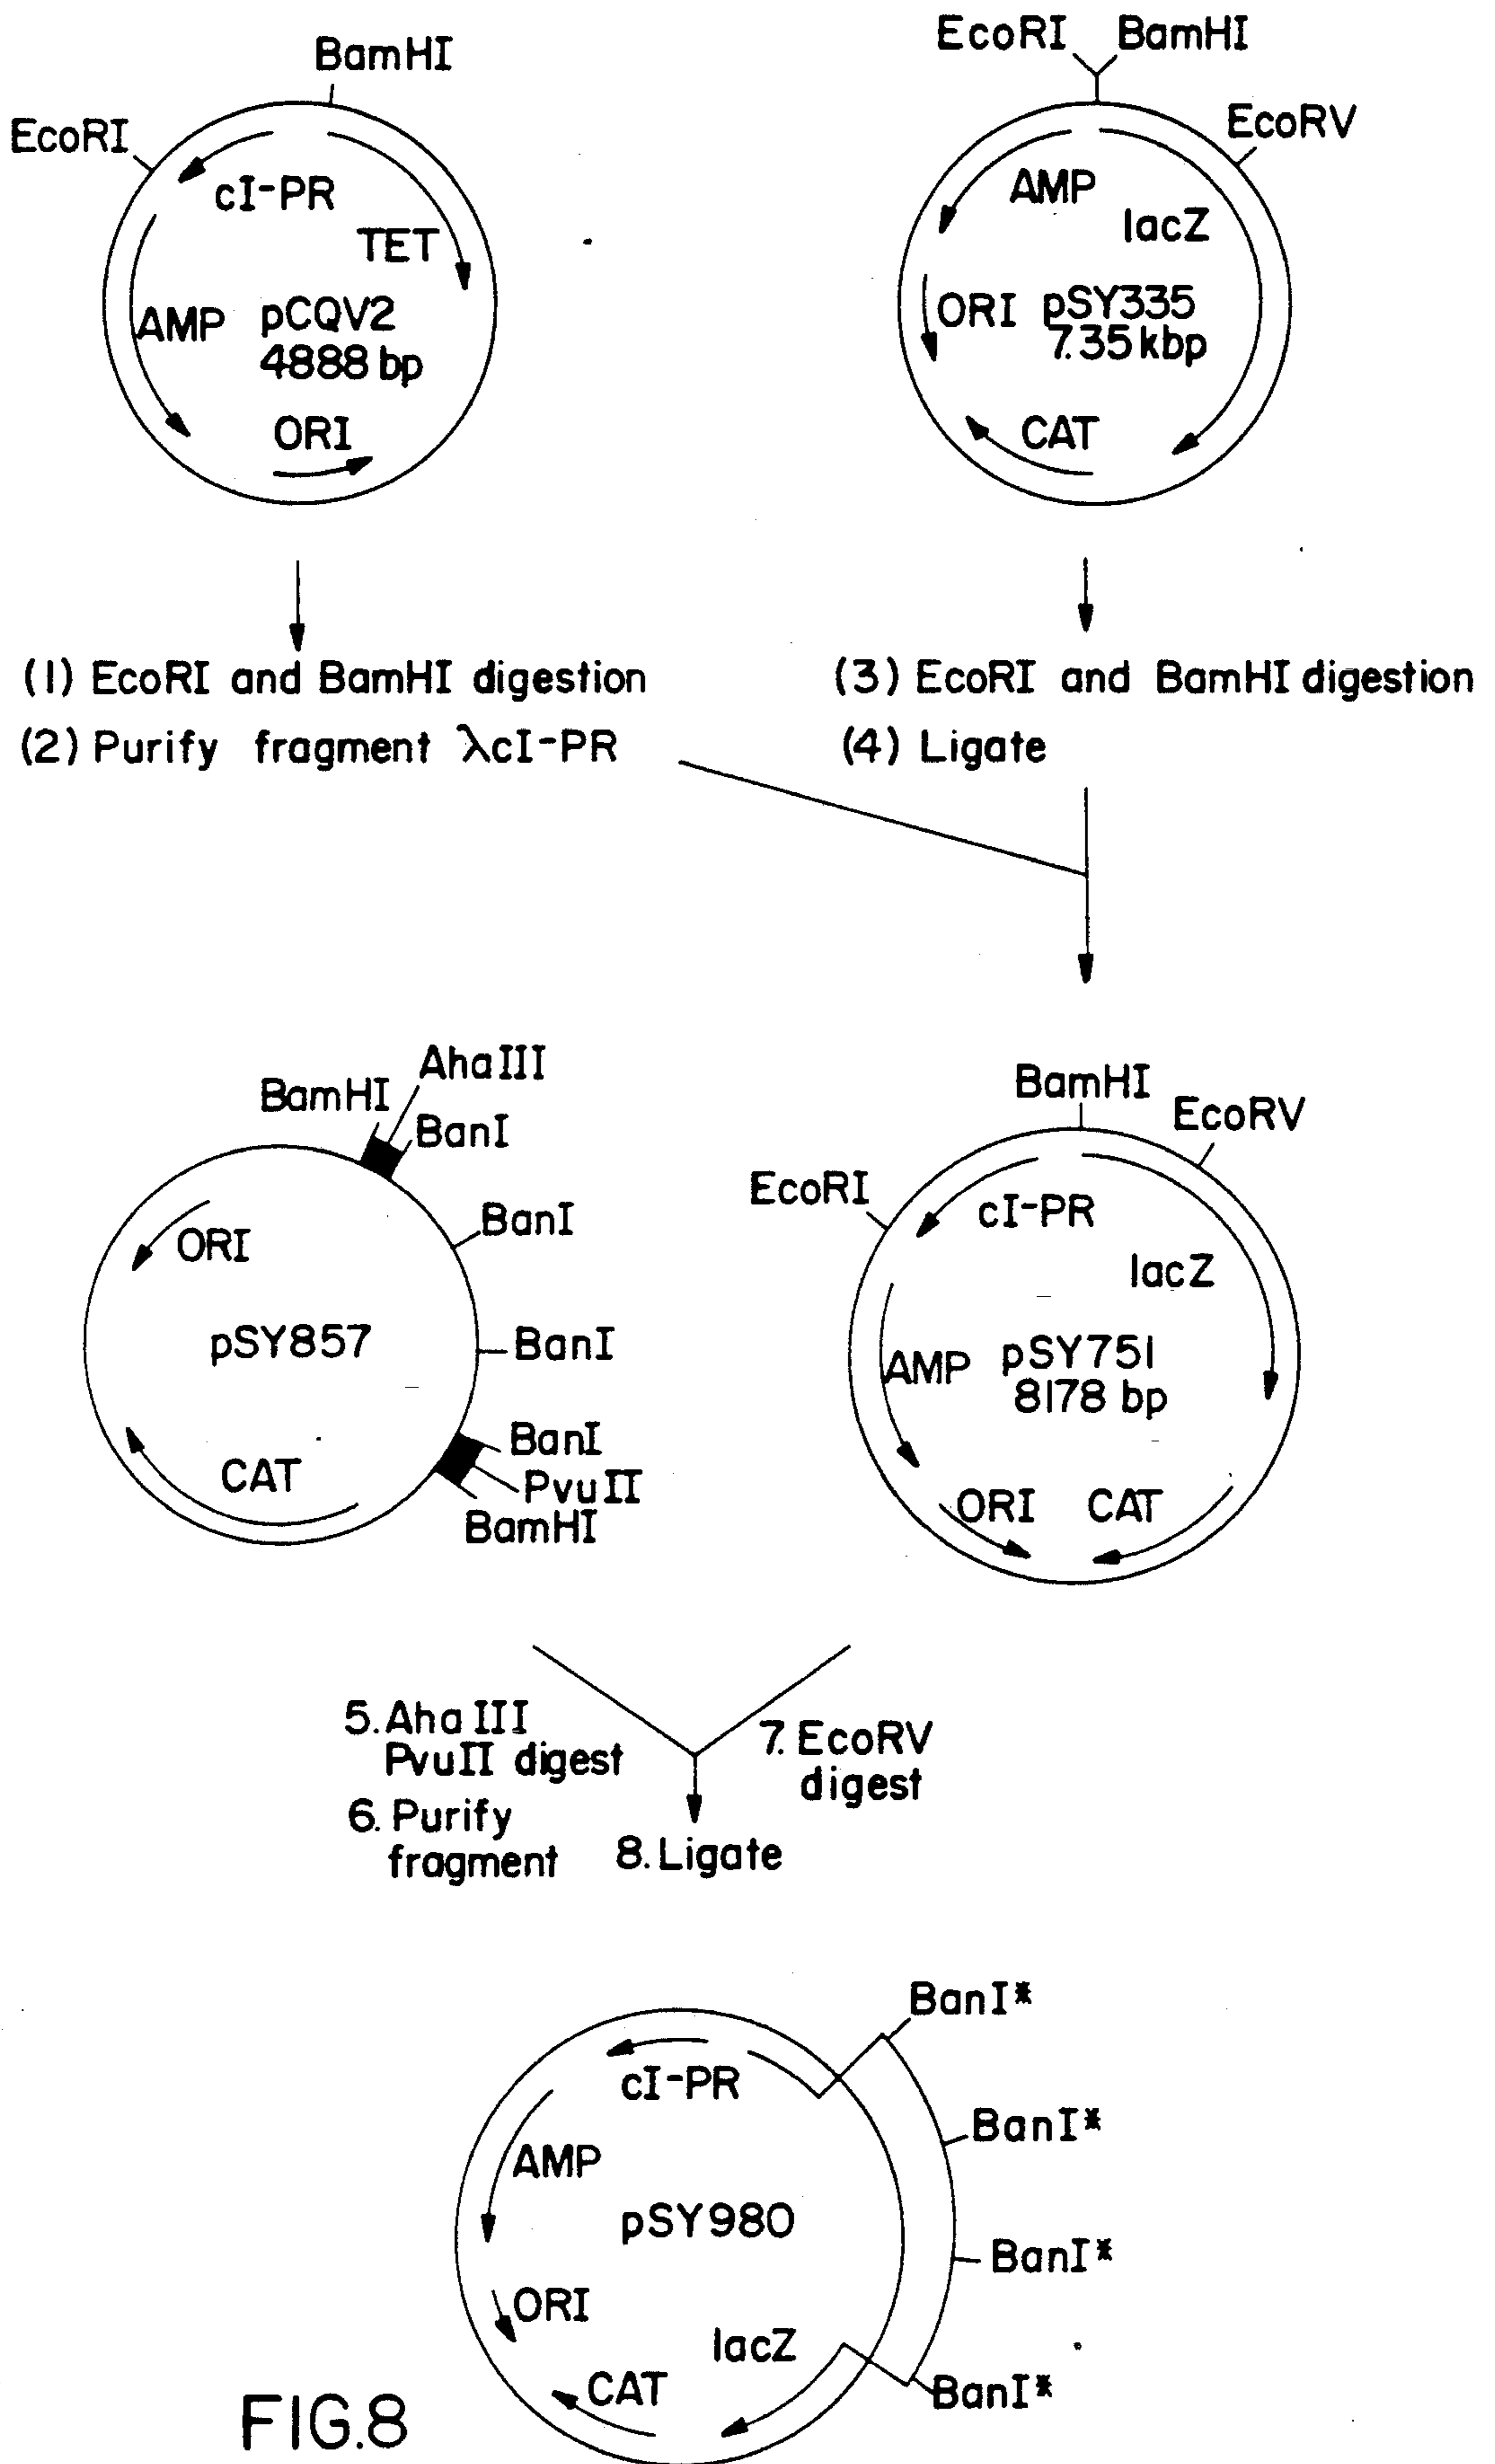 BamHI
EcoRI
cI-PR
TET
AMP
pCQV2
4888 bp
ORI
EcoRI
BamHI
EcoRV
AMP
lacZ
ORI
pSY335
7.35 kbp
CAT
(1) EcoRI and BamHI digestion
(2) Purify fragment λcI-PR
(3) EcoRI and BamHI digestion
(4) Ligate
BamHI
AhaIII
BanI
BanI
ORI
pSY857
BanI
CAT
BanI
PvuII
BamHI
BamHI
EcoRV
EcoRI
cI-PR
lacZ
AMP
pSY751
8178 bp
ORI
CAT
5. AhaIII
PvuII digest
6. Purify
fragment
7. EcoRV
digest
8. Ligate
BanI*
cI-PR
BanI*
AMP
pSY980
BanI*
ORI
lacZ
CAT
BanI*
FIG.8